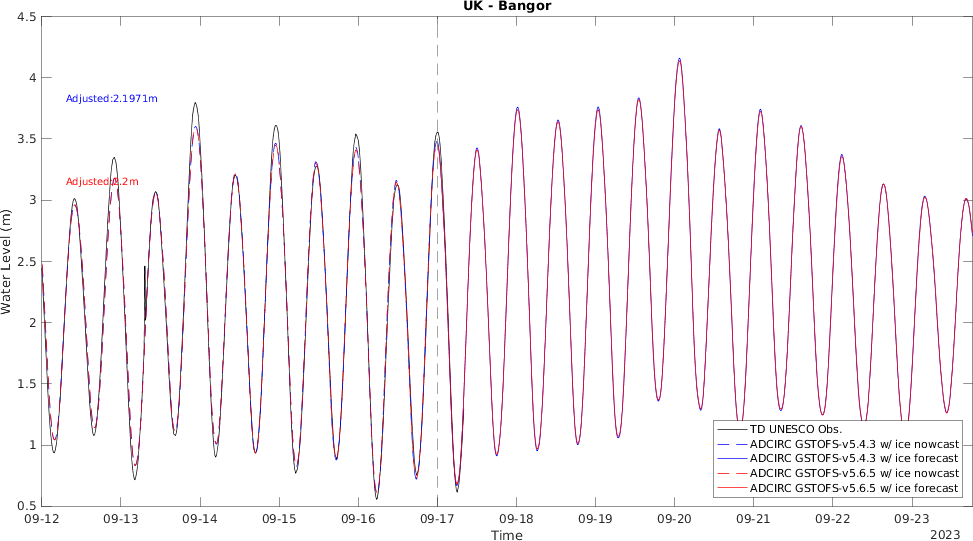 UK - Bangor
4.5
4
3.5
3
2.5
2
1.5
1
0.5
Water Level (m)
Adjusted:2.1971m
Adjusted:2.2m
TD UNESCO Obs.
ADCIRC GSTOFS-v5.4.3 w/ ice nowcast
ADCIRC GSTOFS-v5.4.3 w/ ice forecast
ADCIRC GSTOFS-v5.6.5 w/ ice nowcast
ADCIRC GSTOFS-v5.6.5 w/ ice forecast
09-12 09-13 09-14 09-15 09-16 09-17 09-18 09-19 09-20 09-21 09-22 09-23
Time
2023